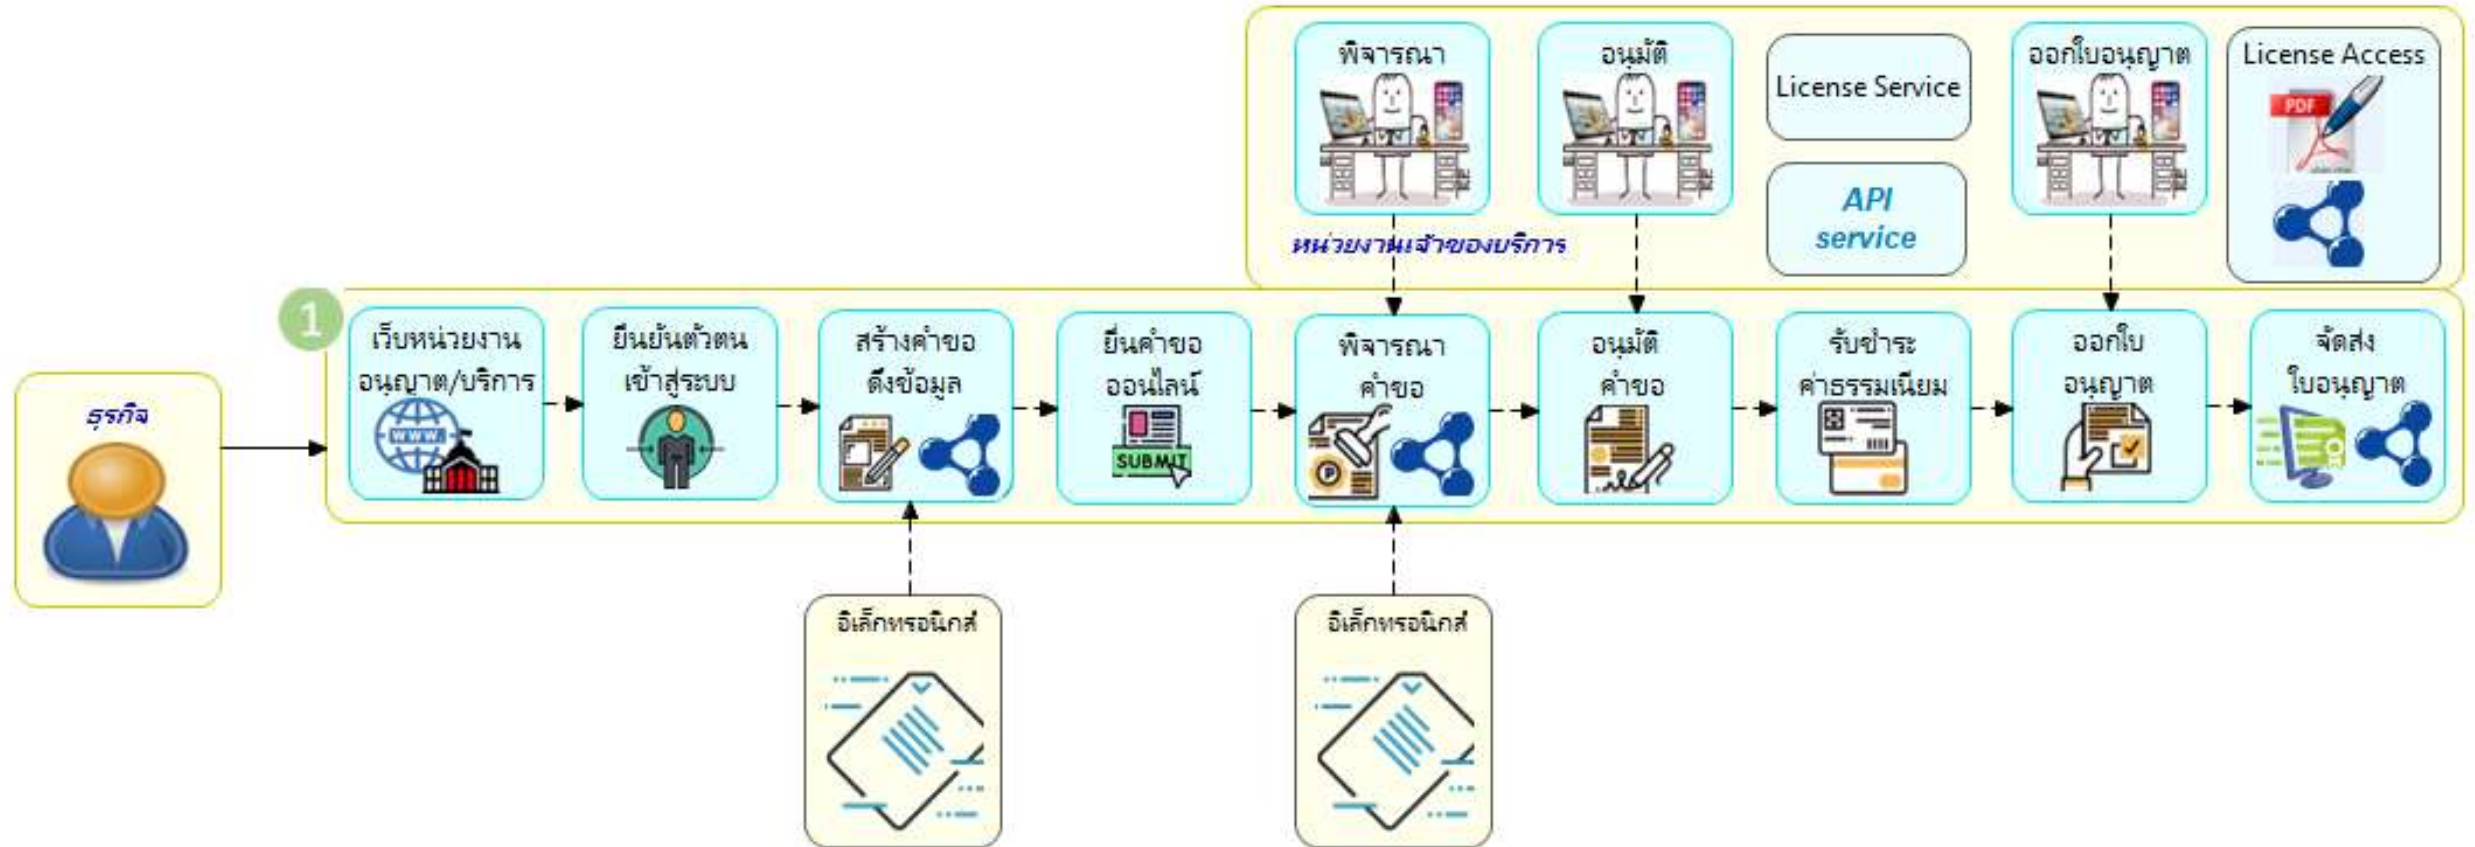 พิจารณา
อนุมัติ
License Service
API
service
ออกใบอนุญาต
License Access
PDF
หน่วยงานเจ้าของบริการ
1
ธุรกิจ
เว็บหน่วยงาน
อนุญาต/บริการ
WWW.
ยืนยันตัวตน
เข้าสู่ระบบ
สร้างคำขอ
ดึงข้อมูล
ยื่นคำขอ
ออนไลน์
SUBMIT
พิจารณา
คำขอ
P
อนุมัติ
คำขอ
รับชำระ
ค่าธรรมเนียม
ออกใบ
อนุญาต
จัดส่ง
ใบอนุญาต
อิเล็กทรอนิกส์
อิเล็กทรอนิกส์